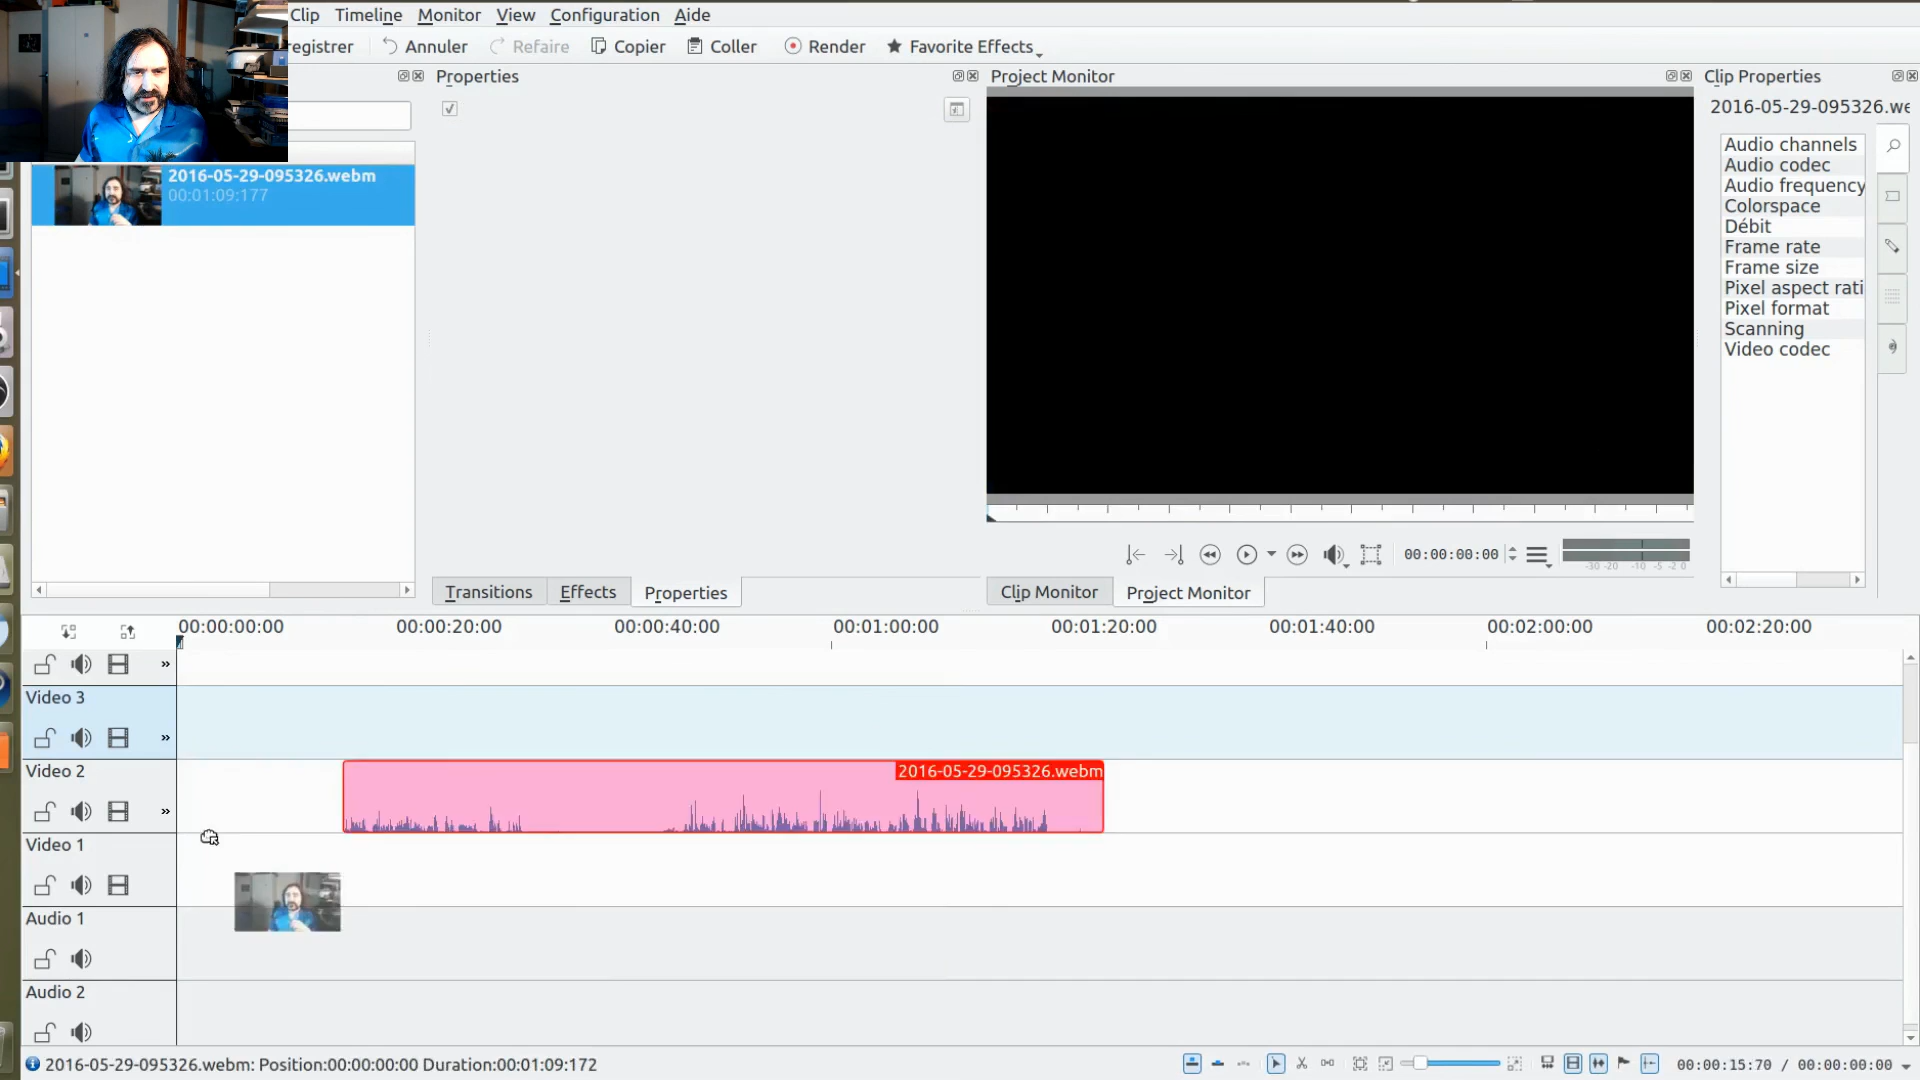 Clip Timeline Monitor View Configuration Aide
registrer Annuler Refaire Copier Coller Render Favorite Effects
Properties
Project Monitor
Clip Properties
2016-05-29-095326.we
2016-05-29-095326.webm
00:01:09:177
Audio channels
Audio codec
Audio frequency
Colorspace
Débit
Frame rate
Frame size
Pixel aspect rati
Pixel format
Scanning
Video codec
00:00:00:00
-30 -20 -10 -5 -2 0
Transitions Effects Properties
Clip Monitor Project Monitor
00:00:00:00 00:00:20:00 00:00:40:00 00:01:00:00 00:01:20:00 00:01:40:00 00:02:00:00 00:02:20:00
»
Video 3
»
Video 2
»
2016-05-29-095326.webm
Video 1
Audio 1
Audio 2
2016-05-29-095326.webm: Position:00:00:00:00 Duration:00:01:09:172
00:00:15:70 / 00:00:00:00